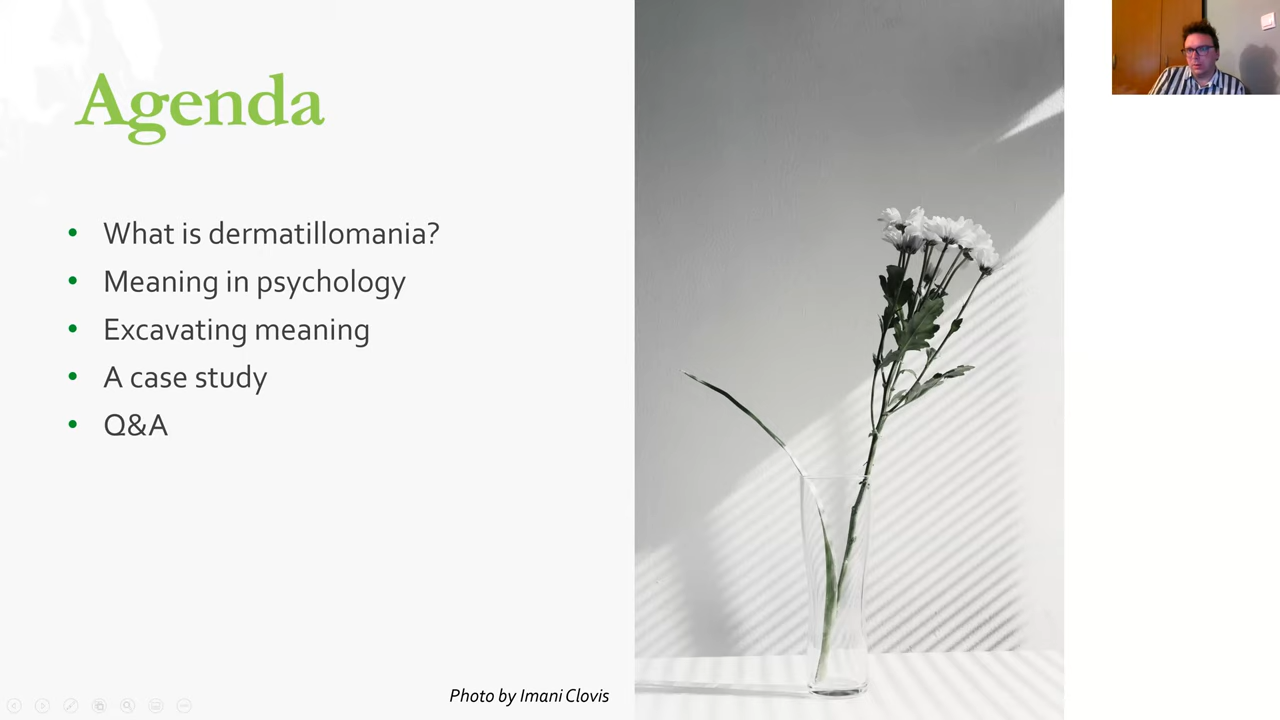 Agenda
• What is dermatillomania?
• Meaning in psychology
• Excavating meaning
• A case study
• Q&A
Photo by Imani Clovis